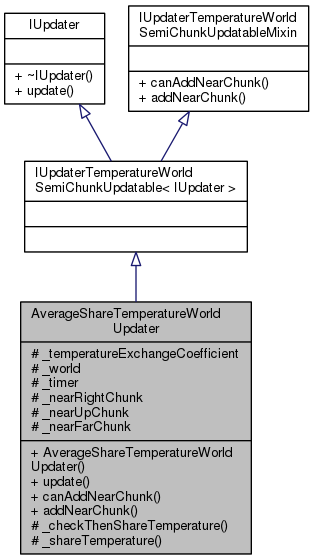 IUpdater
+ ~IUpdater()
+ update()
IUpdaterTemperatureWorld
SemiChunkUpdatableMixin
+ canAddNearChunk()
+ addNearChunk()
IUpdaterTemperatureWorld
SemiChunkUpdatable< IUpdater >
AverageShareTemperatureWorld
Updater
# _temperatureExchangeCoefficient
# _world
# _timer
# _nearRightChunk
# _nearUpChunk
# _nearFarChunk
+ AverageShareTemperatureWorld
Updater()
+ update()
+ canAddNearChunk()
+ addNearChunk()
# _checkThenShareTemperature()
# _shareTemperature()